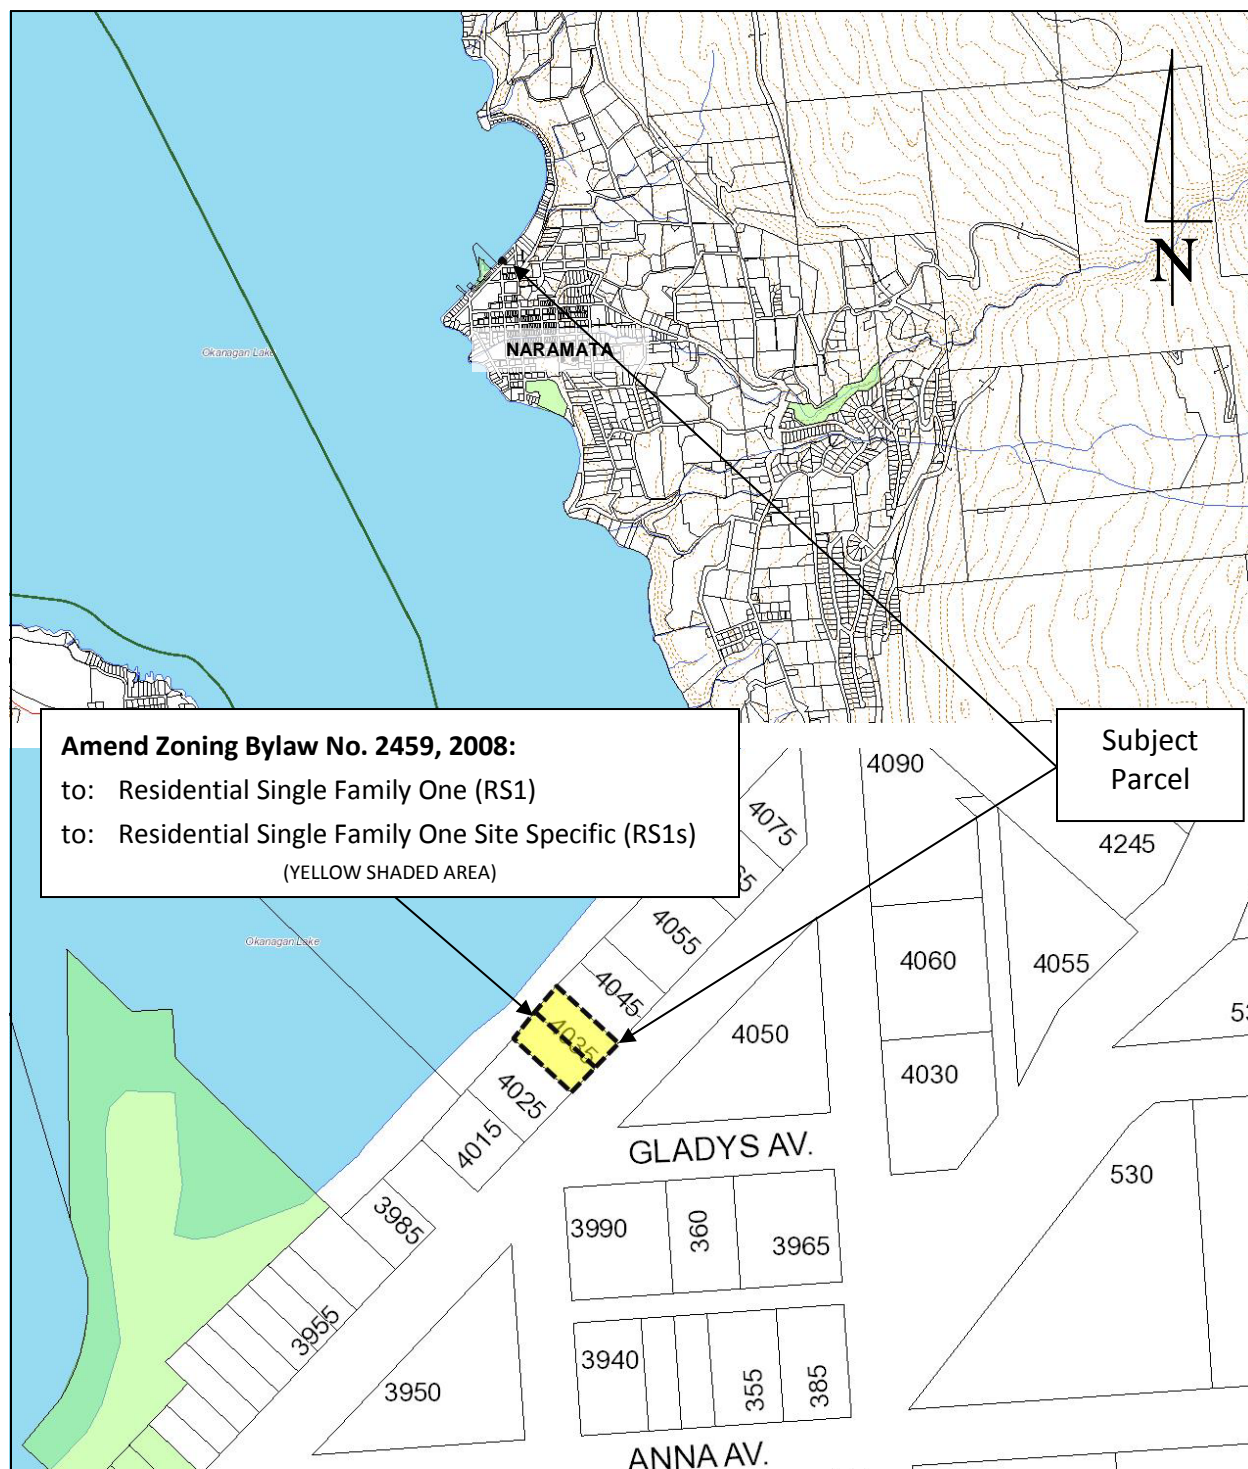 N
Okanagan Lake
NARAMATA
Amend Zoning Bylaw No. 2459, 2008:
to: Residential Single Family One (RS1)
to: Residential Single Family One Site Specific (RS1s)
(YELLOW SHADED AREA)
Subject
Parcel
4090
4075
4245
4055
4060
4055
Okanagan Lake
4045
4035
4050
4030
4025
4015
GLADYS AV.
530
3985
3990
360
3965
3955
3940
355
385
3950
ANNA AV.